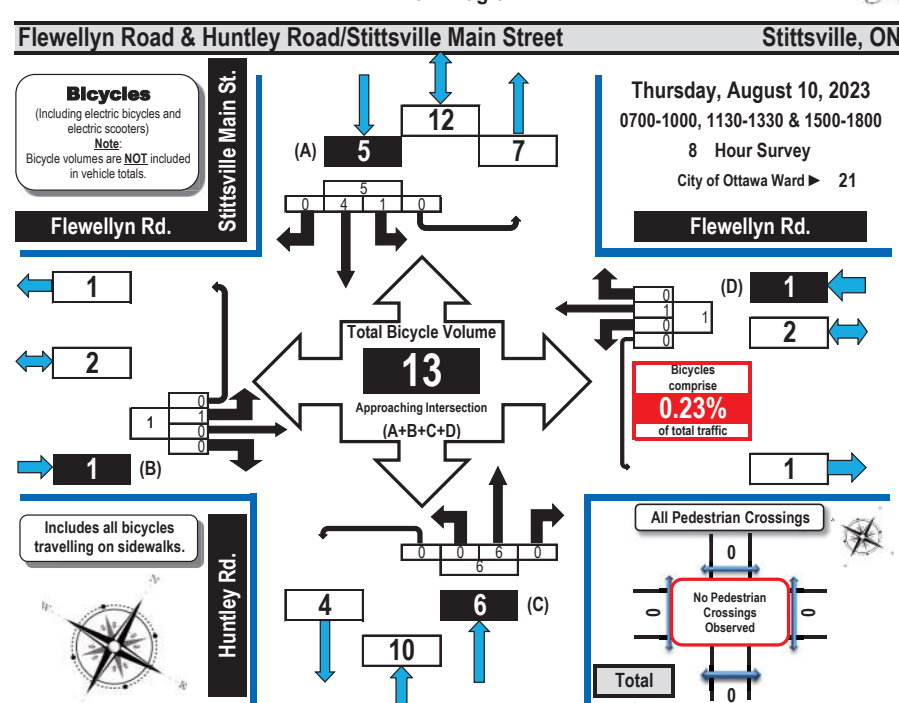 Flewellyn Road & Huntley Road/Stittsville Main Street
Stittsville, ON
Bicycles
(Including electric bicycles and
electric scooters)
Note:
Bicycle volumes are NOT included
in vehicle totals.
Stittsville Main St.
Flewellyn Rd.
12
(A)
5
7
5
0 4 1 0
Thursday, August 10, 2023
0700-1000, 1130-1330 & 1500-1800
8 Hour Survey
City of Ottawa Ward ► 21
Flewellyn Rd.
1
2
0
1
0
0
1
1
(B)
Total Bicycle Volume
13
Approaching Intersection
(A+B+C+D)
(D)
1
2
0
1
0
0
1
Bicycles
comprise
0.23%
of total traffic
1
Includes all bicycles
travelling on sidewalks.
Huntley Rd.
N
W
0 0 6 0
6
4
6
(C)
10
All Pedestrian Crossings
0
0
No Pedestrian
Crossings
Observed
0
0
Total